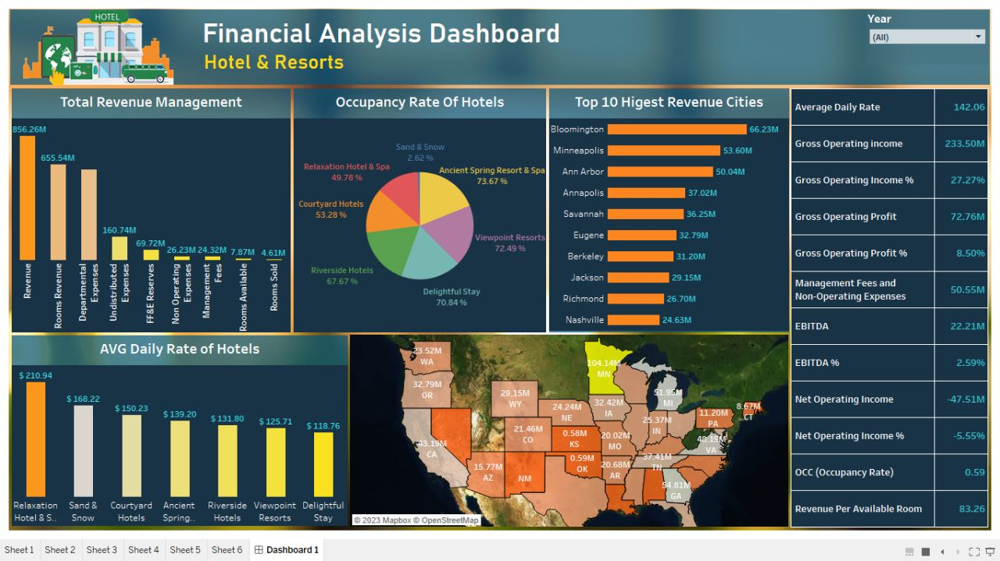 HOTEL
Financial Analysis Dashboard
Hotel & Resorts
Year
(All)
Total Revenue Management
856.26M
655.54M
160.74M
69.72M
26.23M
24.32M
7.87M
4.61M
Revenue
Rooms Revenue
Departmental
Expenses
Undistributed
Expenses
FF&E Reserves
Non Operating
Expenses
Management
Fees
Rooms Available
Rooms Sold
Occupancy Rate Of Hotels
Sand & Snow
2.62 %
Ancient Spring Resort & Spa
73.67 %
Relaxation Hotel & Spa
49.78 %
Courtyard Hotels
53.28 %
Viewpoint Resorts
72.49 %
Riverside Hotels
67.67 %
Delightful Stay
70.84 %
Top 10 Higest Revenue Cities
Bloomington 66.23M
Minneapolis 53.60M
Ann Arbor 50.04M
Annapolis 37.02M
Savannah 36.25M
Eugene 32.79M
Berkeley 31.20M
Jackson 29.15M
Richmond 26.70M
Nashville 24.63M
Average Daily Rate 142.06
Gross Operating income 233.50M
Gross Operating Income % 27.27%
Gross Operating Profit 72.76M
Gross Operating Profit % 8.50%
Management Fees and
Non-Operating Expenses 50.55M
EBITDA 22.21M
EBITDA % 2.59%
Net Operating Income -47.51M
Net Operating Income % -5.55%
OCC (Occupancy Rate) 0.59
Revenue Per Available Room 83.26
AVG Daily Rate of Hotels
$ 210.94
$ 168.22
$ 150.23
$ 139.20
$ 131.80
$ 125.71
$ 118.76
Relaxation
Hotel & S..
Sand &
Snow
Courtyard
Hotels
Ancient
Spring..
Riverside
Hotels
Viewpoint
Resorts
Delightful
Stay
23.52M
WA
32.79M
OR
43.19M
CA
15.77M
AZ
29.15M
WY
21.46M
CO
NM
24.24M
NE
0.58M
KS
0.59M
OK
104.14M
MN
32.42M
IA
20.02M
MO
20.68M
AR
51.95M
MI
25.37M
IN
37.41M
TN
54.81M
GA
11.20M
PA
48.19M
VA
8.67M
CT
© 2023 Mapbox © OpenStreetMap
Sheet 1
Sheet 2
Sheet 3
Sheet 4
Sheet 5
Sheet 6
Dashboard 1